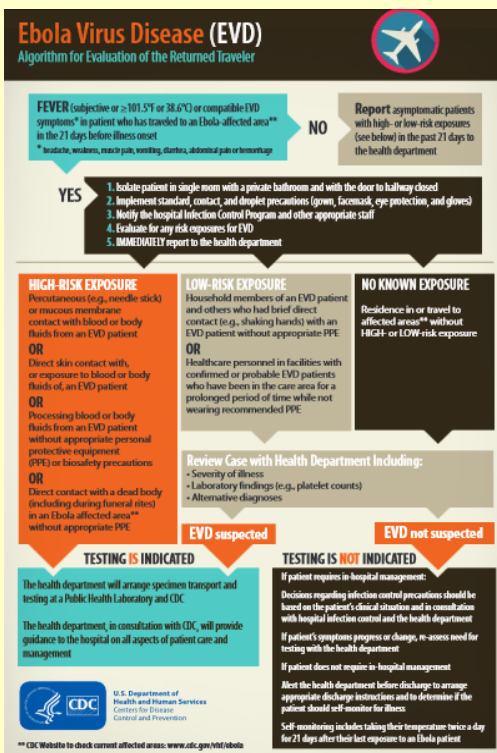 Ebola Virus Disease (EVD)
Algorithm for Evaluation of the Returned Traveler
FEVER (subjective or ≥101.5°F or 38.6°C) or compatible EVD
symptoms* in patient who has traveled to an Ebola-affected area**
in the 21 days before illness onset
* headache, weakness, muscle pain, vomiting, diarrhea, abdominal pain or hemorrhage
NO
Report asymptomatic patients
with high- or low-risk exposures
(see below) in the past 21 days to
the health department
YES
1. Isolate patient in single room with a private bathroom and with the door to hallway closed
2. Implement standard, contact, and droplet precautions (gown, facemask, eye protection, and gloves)
3. Notify the hospital Infection Control Program and other appropriate staff
4. Evaluate for any risk exposures for EVD
5. IMMEDIATELY report to the health department
HIGH-RISK EXPOSURE
Percutaneous (e.g., needle stick)
or mucous membrane
contact with blood or body
fluids from an EVD patient
OR
Direct skin contact with,
or exposure to blood or body
fluids of, an EVD patient
OR
Processing blood or body
fluids from an EVD patient
without appropriate personal
protective equipment
(PPE) or biosafety precautions
OR
Direct contact with a dead body
(including during funeral rites)
in an Ebola affected area**
without appropriate PPE
LOW-RISK EXPOSURE
Household members of an EVD patient
and others who had brief direct
contact (e.g., shaking hands) with an
EVD patient without appropriate PPE
OR
Healthcare personnel in facilities with
confirmed or probable EVD patients
who have been in the care area for a
prolonged period of time while not
wearing recommended PPE
NO KNOWN EXPOSURE
Residence in or travel to
affected areas** without
HIGH- or LOW-risk exposure
Review Case with Health Department Including:
• Severity of illness
• Laboratory findings (e.g., platelet counts)
• Alternative diagnoses
EVD suspected
EVD not suspected
TESTING IS INDICATED
The health department will arrange specimen transport and
testing at a Public Health Laboratory and CDC
The health department, in consultation with CDC, will provide
guidance to the hospital on all aspects of patient care and
management
TESTING IS NOT INDICATED
If patient requires in-hospital management:
Decisions regarding infection control precautions should be
based on the patient's clinical situation and in consultation
with hospital infection control and the health department
If patient's symptoms progress or change, re-assess need for
testing with the health department
If patient does not require in-hospital management
Alert the health department before discharge to arrange
appropriate discharge instructions and to determine if the
patient should self-monitor for illness
Self-monitoring includes taking their temperature twice a day
for 21 days after their last exposure to an Ebola patient
CDC
U.S. Department of
Health and Human Services
Centers for Disease
Control and Prevention
** CDC Website to check current affected areas: www.cdc.gov/vhf/ebola